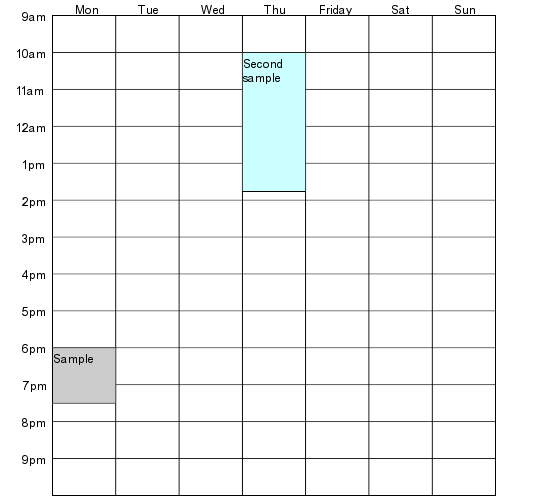 Mon Tue Wed Thu Friday Sat Sun
9am
10am
Second
sample
11am
12am
1pm
2pm
3pm
4pm
5pm
6pm
Sample
7pm
8pm
9pm